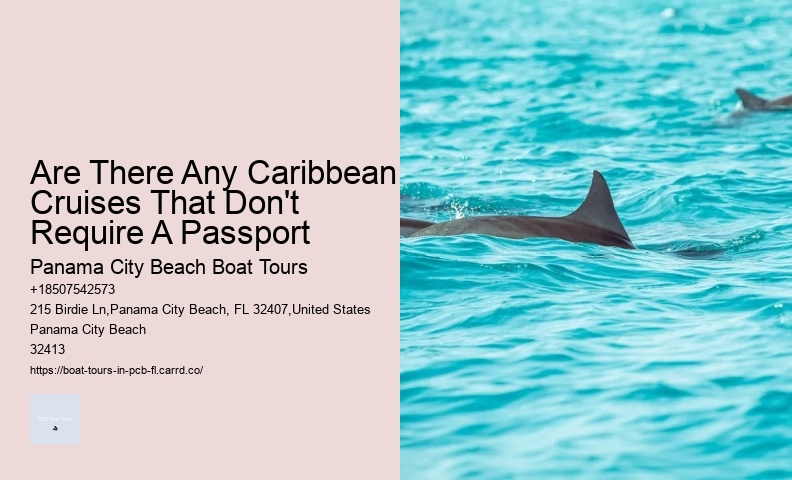 Are There Any Caribbean
Cruises That Don't
Require A Passport
Panama City Beach Boat Tours
+18507542573
215 Birdie Ln,Panama City Beach, FL 32407,United States
Panama City Beach
32413
https://boat-tours-in-pcb-fl.carrd.co/